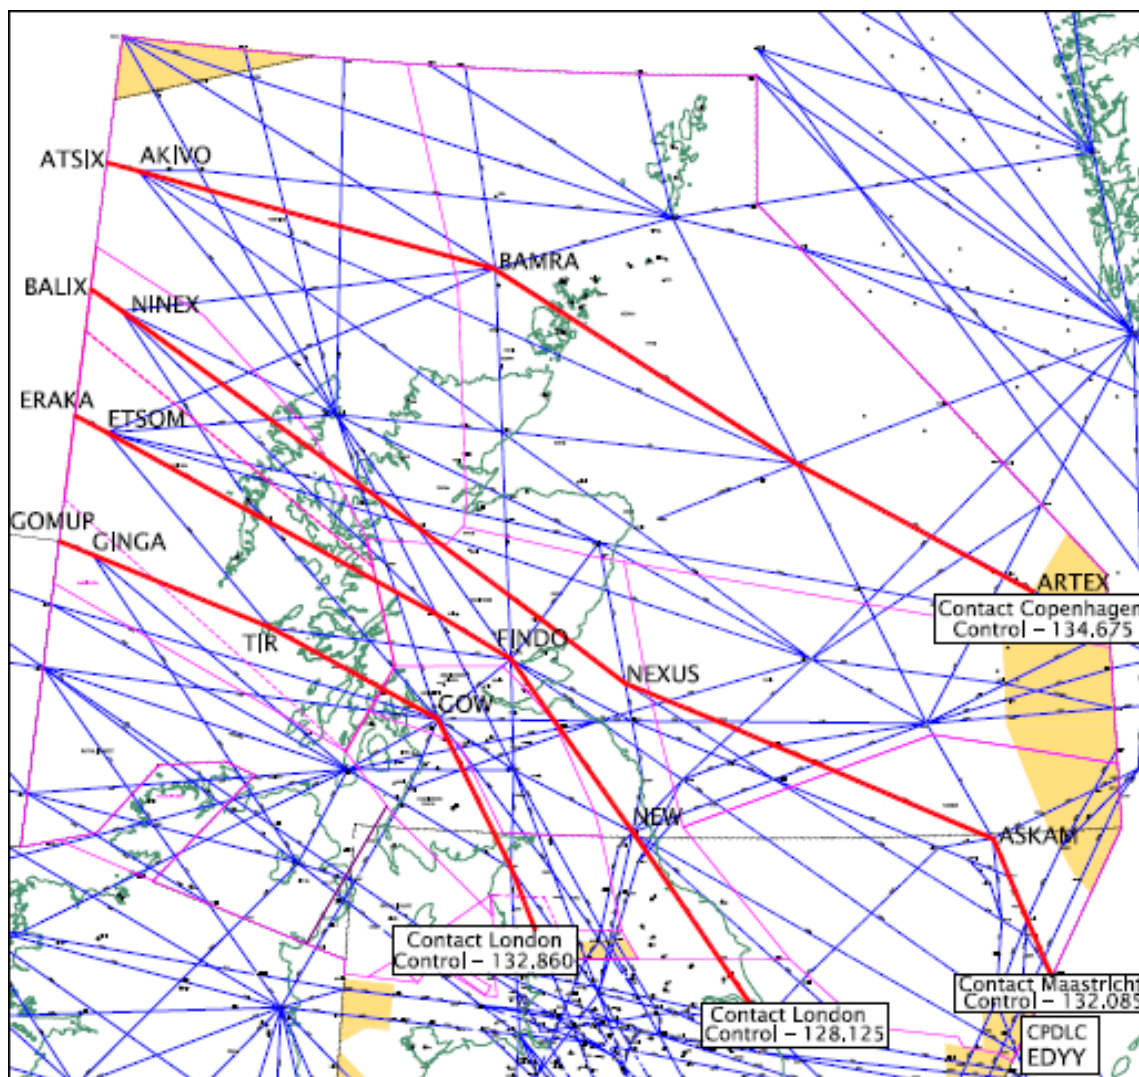 ATSIX
AKIVO
BAMRA
BALIX
NINEX
ERAKA
ETSOM
GOMUP
GINGA
ARTEX
Contact Copenhagen
Control - 134.675
TIR
FINDO
NEXUS
GOW
NEW
ASKAM
Contact London
Control - 132.860
Contact Maastricht
Control - 132.085
Contact London
Control - 128.125
CPDLC
EDYY